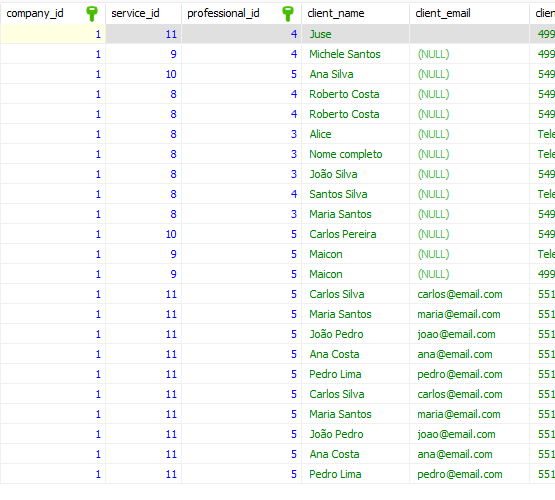 company_id service_id professional_id client_name client_email clien
1 11 4 Juse 499
1 9 4 Michele Santos (NULL) 499
1 10 5 Ana Silva (NULL) 549
1 8 4 Roberto Costa (NULL) 549
1 8 4 Roberto Costa (NULL) 549
1 8 3 Alice (NULL) Tele
1 8 3 Nome completo (NULL) 549
1 8 3 João Silva (NULL) 549
1 8 4 Santos Silva (NULL) Tele
1 8 3 Maria Santos (NULL) 549
1 10 5 Carlos Pereira (NULL) 549
1 9 5 Maicon (NULL) Tele
1 9 5 Maicon (NULL) 499
1 11 5 Carlos Silva carlos@email.com 551
1 11 5 Maria Santos maria@email.com 551
1 11 5 João Pedro joao@email.com 551
1 11 5 Ana Costa ana@email.com 551
1 11 5 Pedro Lima pedro@email.com 551
1 11 5 Carlos Silva carlos@email.com 551
1 11 5 Maria Santos maria@email.com 551
1 11 5 João Pedro joao@email.com 551
1 11 5 Ana Costa ana@email.com 551
1 11 5 Pedro Lima pedro@email.com 551